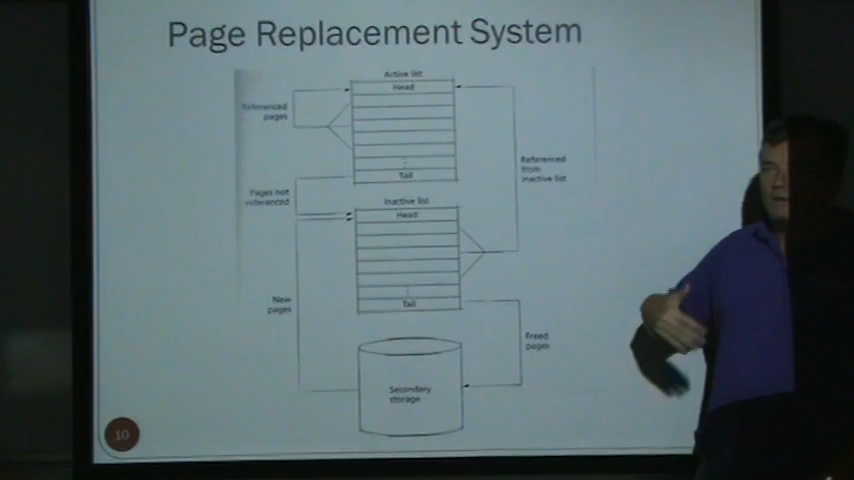 Page Replacement System
Active list
Head
Referenced
pages
Tail
Referenced
from
inactive list
Pages not
referenced
Inactive list
Head
New
pages
Tail
Freed
pages
Secondary
storage
10